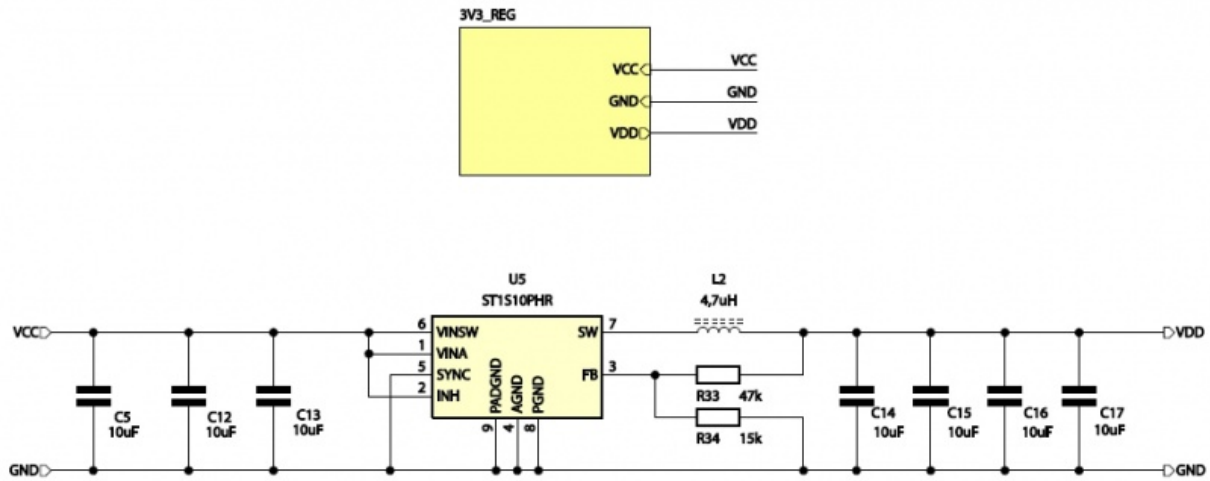 3V3_REG
VCC VCC
GND GND
VDD VDD
U5 L2
ST1S10PHR 4,7uH
VCC 6 VINSW SW 7 VDD
1 VINA
5 SYNC FB 3
2 INH
PADGND AGND PGND
9 4 8
R33 47k
R34 15k
C5 C12 C13 C14 C15 C16 C17
10uF 10uF 10uF 10uF 10uF 10uF 10uF
GND GND